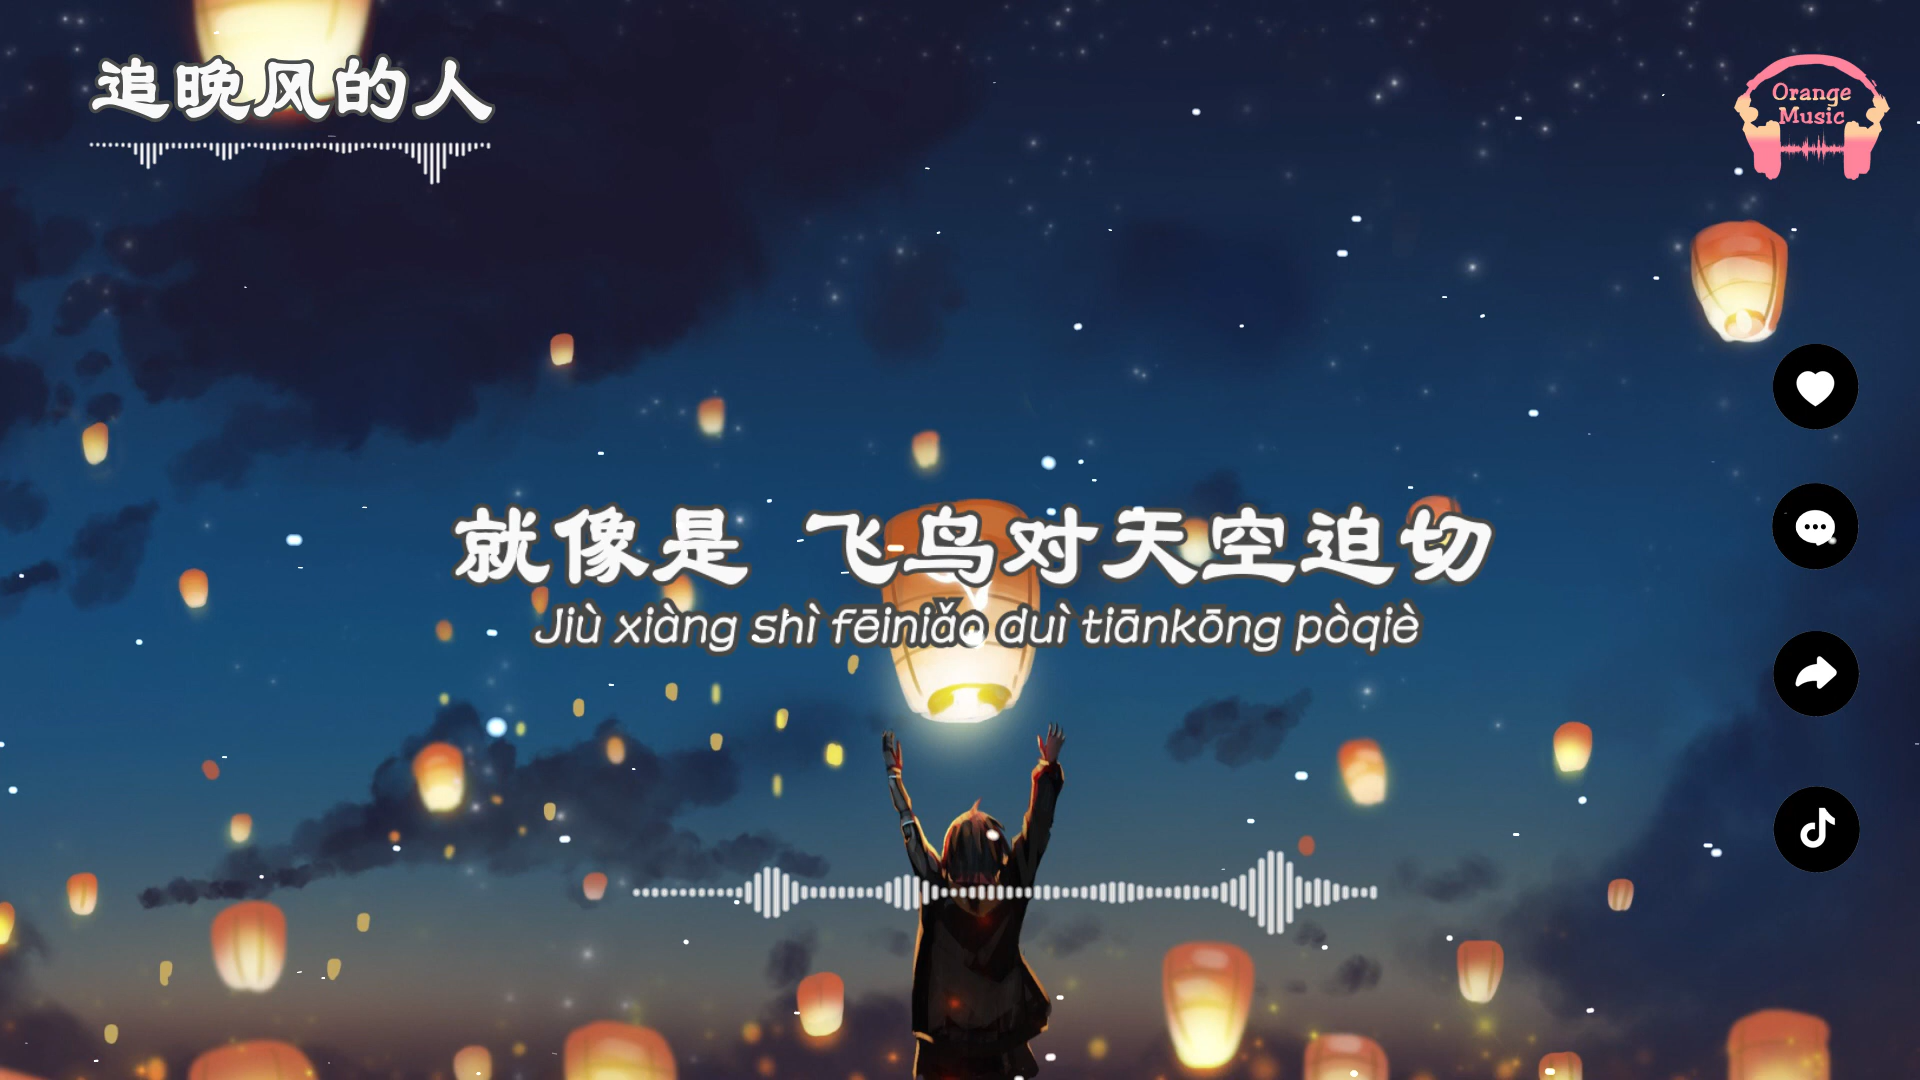 追晚风的人
Orange
Music
就像是 飞鸟对天空迫切
Jiù xiàng shì fēiniǎo duì tiānkōng pòqiè